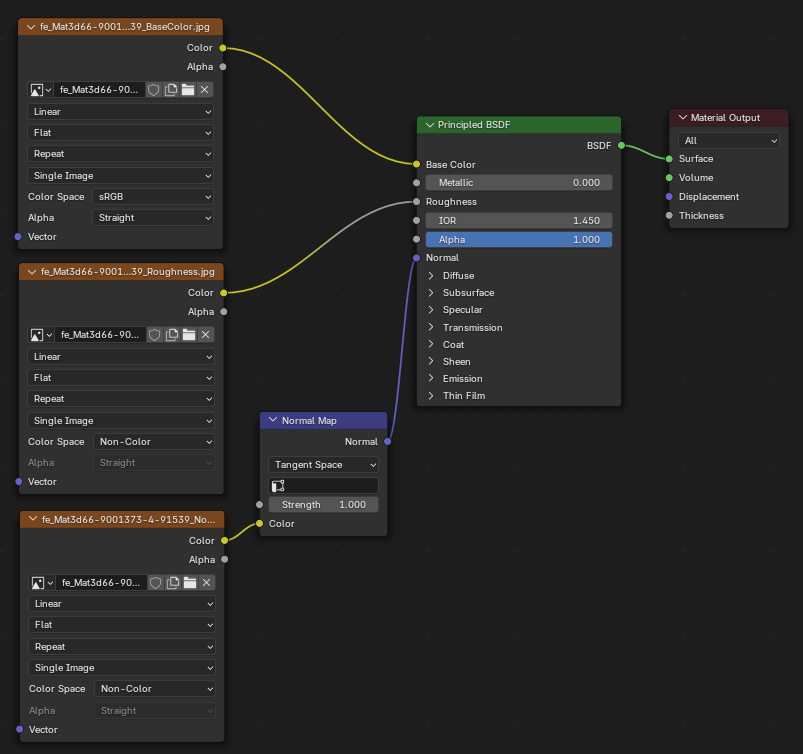 fe_Mat3d66-9001...39_BaseColor.jpg
Color
Alpha
fe_Mat3d66-90...
Linear
Flat
Repeat
Single Image
Color Space sRGB
Alpha Straight
Vector
fe_Mat3d66-9001...39_Roughness.jpg
Color
Alpha
fe_Mat3d66-90...
Linear
Flat
Repeat
Single Image
Color Space Non-Color
Alpha Straight
Vector
fe_Mat3d66-9001373-4-91539_No...
Color
Alpha
fe_Mat3d66-90...
Linear
Flat
Repeat
Single Image
Color Space Non-Color
Alpha Straight
Vector
Normal Map
Normal
Tangent Space
Strength 1.000
Color
Principled BSDF
BSDF
Base Color
Metallic 0.000
Roughness
IOR 1.450
Alpha 1.000
Normal
Diffuse
Subsurface
Specular
Transmission
Coat
Sheen
Emission
Thin Film
Material Output
All
Surface
Volume
Displacement
Thickness